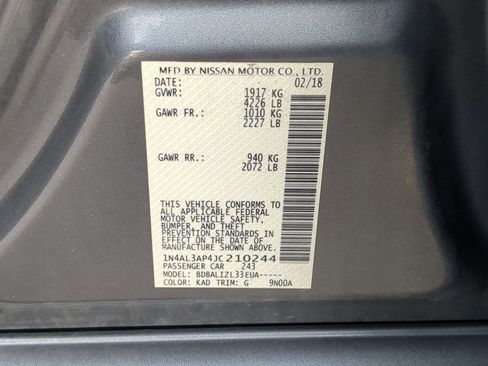 MFD BY NISSAN MOTOR CO., LTD.
DATE: 02/18
GVWR: 1917 KG
4226 LB
GAWR FR.: 1010 KG
2227 LB
GAWR RR.: 940 KG
2072 LB
THIS VEHICLE CONFORMS TO
ALL APPLICABLE FEDERAL
MOTOR VEHICLE SAFETY,
BUMPER, AND THEFT
PREVENTION STANDARDS IN
EFFECT ON THE DATE OF
MANUFACTURE SHOWN ABOVE.
1N4AL3AP4JC210244
PASSENGER CAR 243
MODEL: BDBALIZL33EUA-----
COLOR: KAD TRIM: G 9N00A